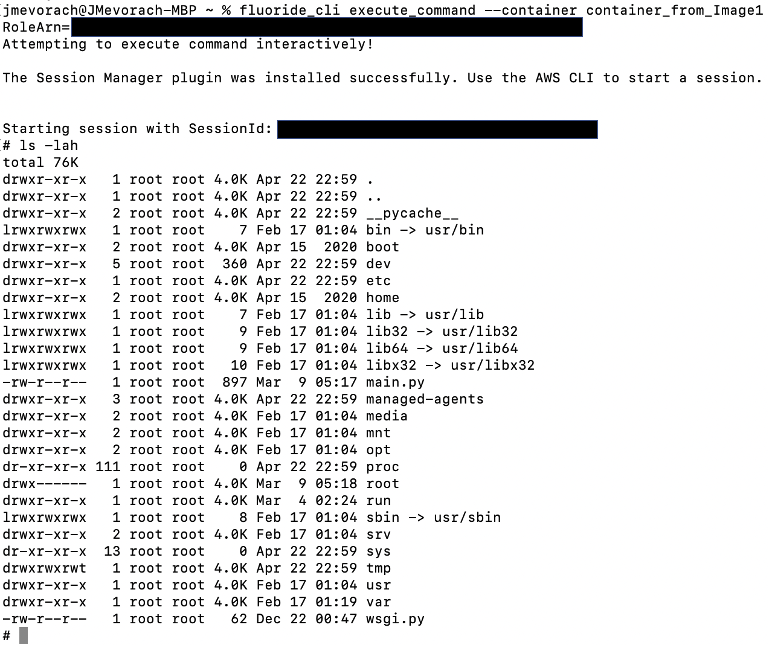 jmevorach@JMevorach-MBP ~ % fluoride_cli execute_command --container container_from_Image1
RoleArn=
Attempting to execute command interactively!
The Session Manager plugin was installed successfully. Use the AWS CLI to start a session.
Starting session with SessionId:
# ls -lah
total 76K
drwxr-xr-x   1 root root 4.0K Apr 22 22:59 .
drwxr-xr-x   1 root root 4.0K Apr 22 22:59 ..
drwxr-xr-x   2 root root 4.0K Apr 22 22:59 __pycache__
lrwxrwxrwx   1 root root    7 Feb 17 01:04 bin -> usr/bin
drwxr-xr-x   2 root root 4.0K Apr 15  2020 boot
drwxr-xr-x   5 root root  360 Apr 22 22:59 dev
drwxr-xr-x   1 root root 4.0K Apr 22 22:59 etc
drwxr-xr-x   2 root root 4.0K Apr 15  2020 home
lrwxrwxrwx   1 root root    7 Feb 17 01:04 lib -> usr/lib
lrwxrwxrwx   1 root root    9 Feb 17 01:04 lib32 -> usr/lib32
lrwxrwxrwx   1 root root    9 Feb 17 01:04 lib64 -> usr/lib64
lrwxrwxrwx   1 root root   10 Feb 17 01:04 libx32 -> usr/libx32
-rw-r--r--   1 root root  897 Mar  9 05:17 main.py
drwxr-xr-x   3 root root 4.0K Apr 22 22:59 managed-agents
drwxr-xr-x   2 root root 4.0K Feb 17 01:04 media
drwxr-xr-x   2 root root 4.0K Feb 17 01:04 mnt
drwxr-xr-x   2 root root 4.0K Feb 17 01:04 opt
dr-xr-xr-x 111 root root    0 Apr 22 22:59 proc
drwx------   1 root root 4.0K Mar  9 05:18 root
drwxr-xr-x   1 root root 4.0K Mar  4 02:24 run
lrwxrwxrwx   1 root root    8 Feb 17 01:04 sbin -> usr/sbin
drwxr-xr-x   2 root root 4.0K Feb 17 01:04 srv
dr-xr-xr-x  13 root root    0 Apr 22 22:59 sys
drwxrwxrwt   1 root root 4.0K Apr 22 22:59 tmp
drwxr-xr-x   1 root root 4.0K Feb 17 01:04 usr
drwxr-xr-x   1 root root 4.0K Feb 17 01:19 var
-rw-r--r--   1 root root   62 Dec 22 00:47 wsgi.py
#